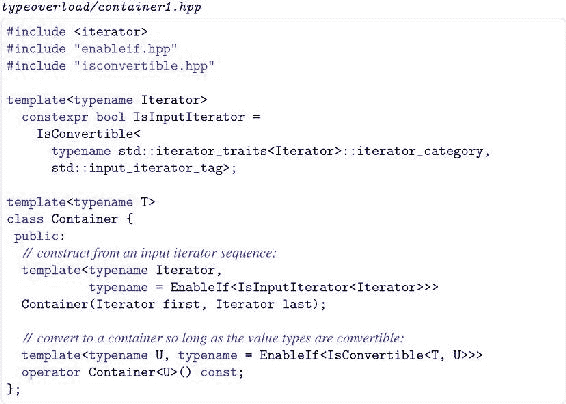 typeoverload/container1.hpp
#include <iterator>
#include "enableif.hpp"
#include "isconvertible.hpp"
template<typename Iterator>
constexpr bool IsInputIterator =
IsConvertible<
typename std::iterator_traits<Iterator>::iterator_category,
std::input_iterator_tag>;
template<typename T>
class Container {
public:
// construct from an input iterator sequence:
template<typename Iterator,
typename = EnableIf<IsInputIterator<Iterator>>>
Container(Iterator first, Iterator last);
// convert to a container so long as the value types are convertible:
template<typename U, typename = EnableIf<IsConvertible<T, U>>>
operator Container<U>() const;
};